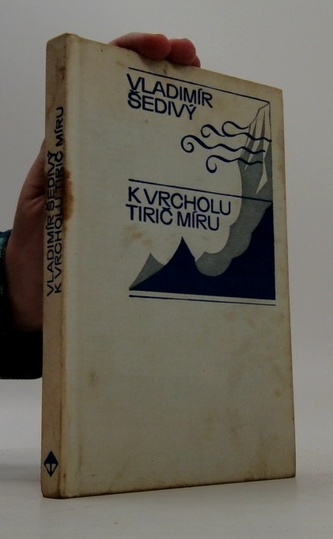 VLADIMÍR
ŠEDIVÝ
K VRCHOLU
TIRIČ MÍRU
VLADIMÍR ŠEDIVÝ
K VRCHOLU TIRIČ MÍRU